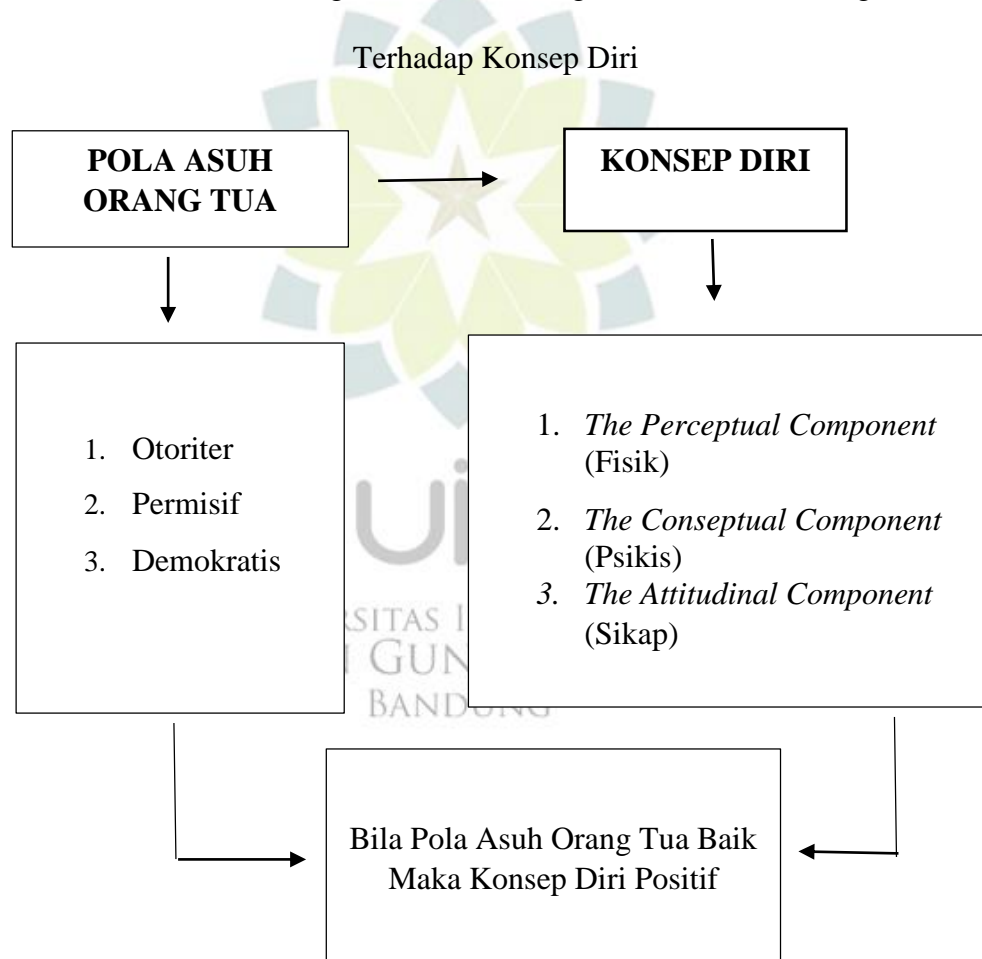 Terhadap Konsep Diri
POLA ASUH
ORANG TUA
KONSEP DIRI
1. Otoriter
2. Permisif
3. Demokratis
1. The Perceptual Component
(Fisik)
2. The Conseptual Component
(Psikis)
3. The Attitudinal Component
(Sikap)
BANDUNG
Bila Pola Asuh Orang Tua Baik
Maka Konsep Diri Positif